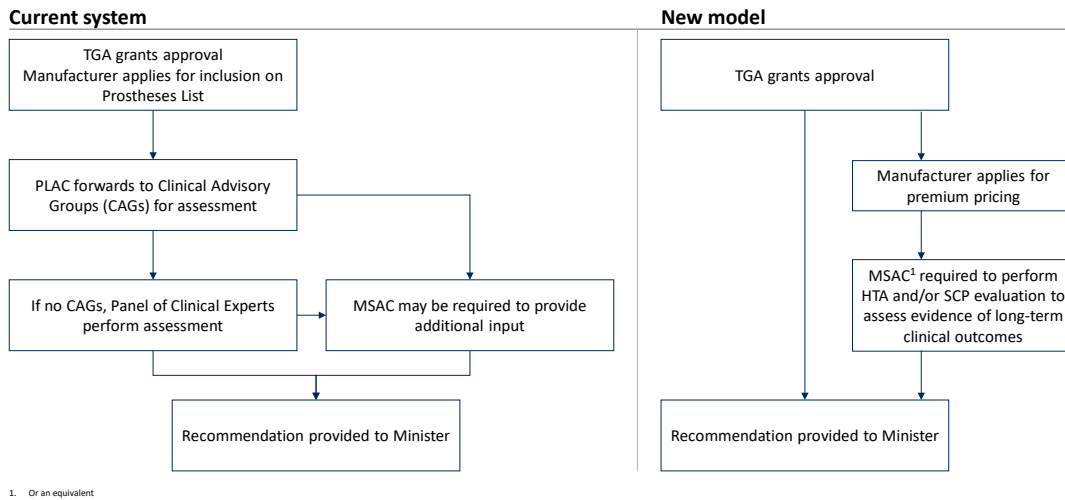 Current system
TGA grants approval
Manufacturer applies for inclusion on
Prostheses List
PLAC forwards to Clinical Advisory
Groups (CAGs) for assessment
If no CAGs, Panel of Clinical Experts
perform assessment
MSAC may be required to provide
additional input
Recommendation provided to Minister
New model
TGA grants approval
Manufacturer applies for
premium pricing
MSAC¹ required to perform
HTA and/or SCP evaluation to
assess evidence of long-term
clinical outcomes
Recommendation provided to Minister
1. Or an equivalent